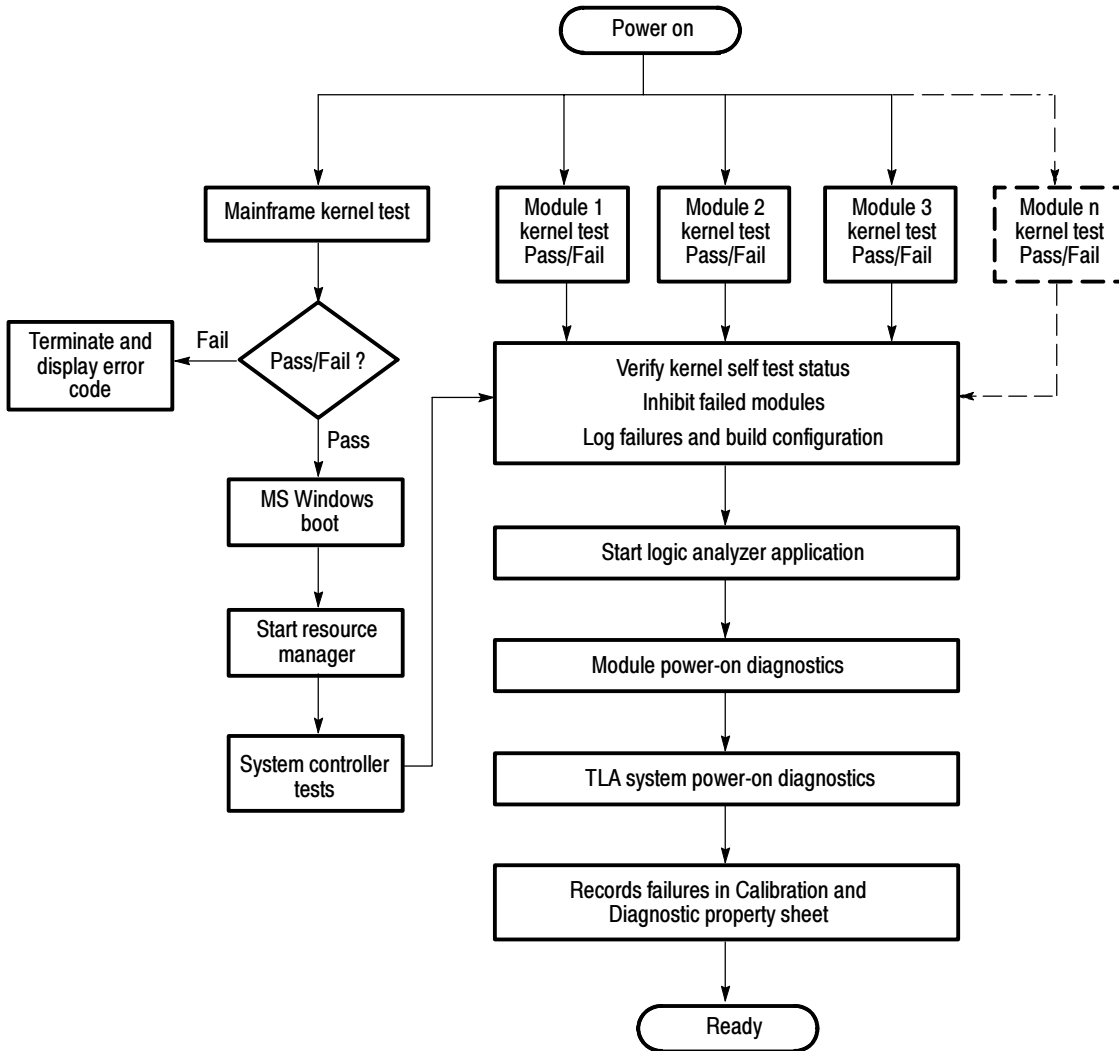 Power on
Mainframe kernel test
Module 1
kernel test
Pass/Fail
Module 2
kernel test
Pass/Fail
Module 3
kernel test
Pass/Fail
Module n
kernel test
Pass/Fail
Terminate and
display error
code
Fail
Pass/Fail ?
Pass
Verify kernel self test status
Inhibit failed modules
Log failures and build configuration
MS Windows
boot
Start resource
manager
System controller
tests
Start logic analyzer application
Module power-on diagnostics
TLA system power-on diagnostics
Records failures in Calibration and
Diagnostic property sheet
Ready